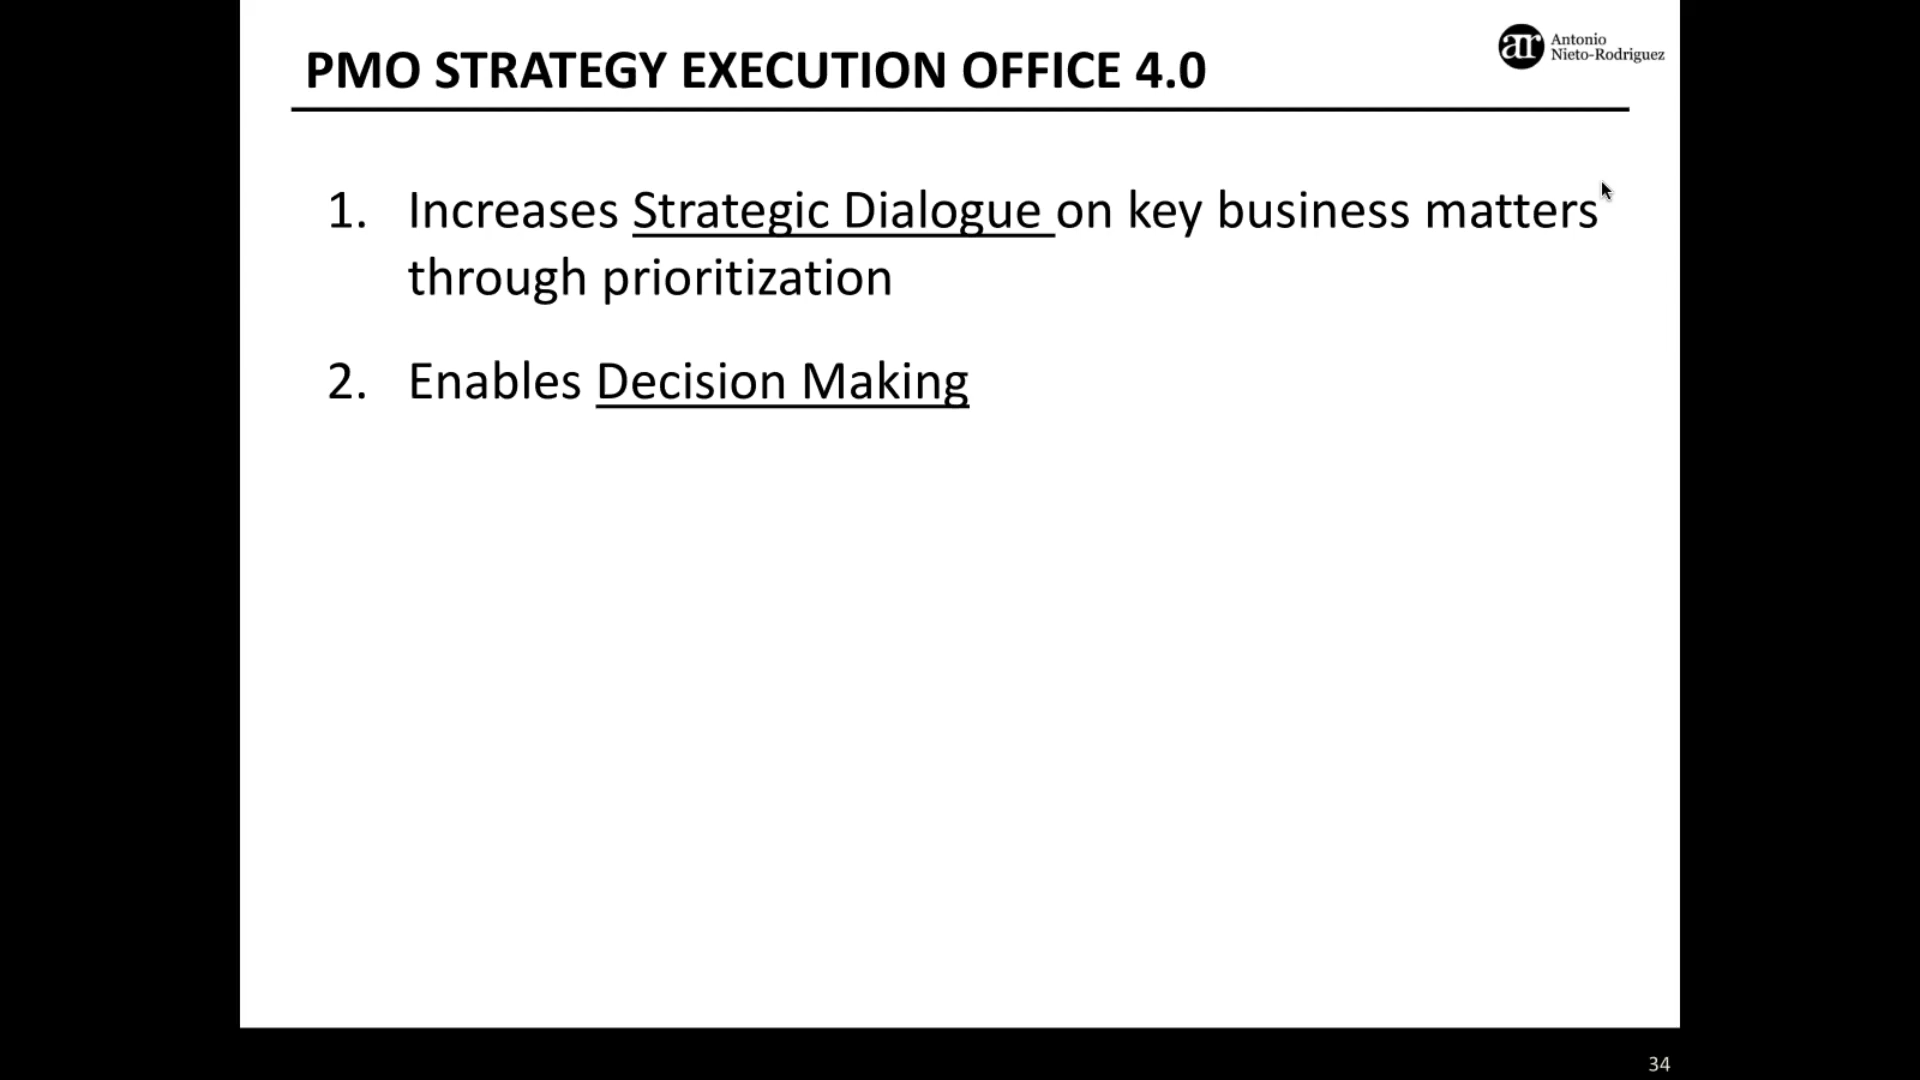 PMO STRATEGY EXECUTION OFFICE 4.0
ar Antonio
Nieto-Rodriguez
1. Increases Strategic Dialogue on key business matters
through prioritization
2. Enables Decision Making
34